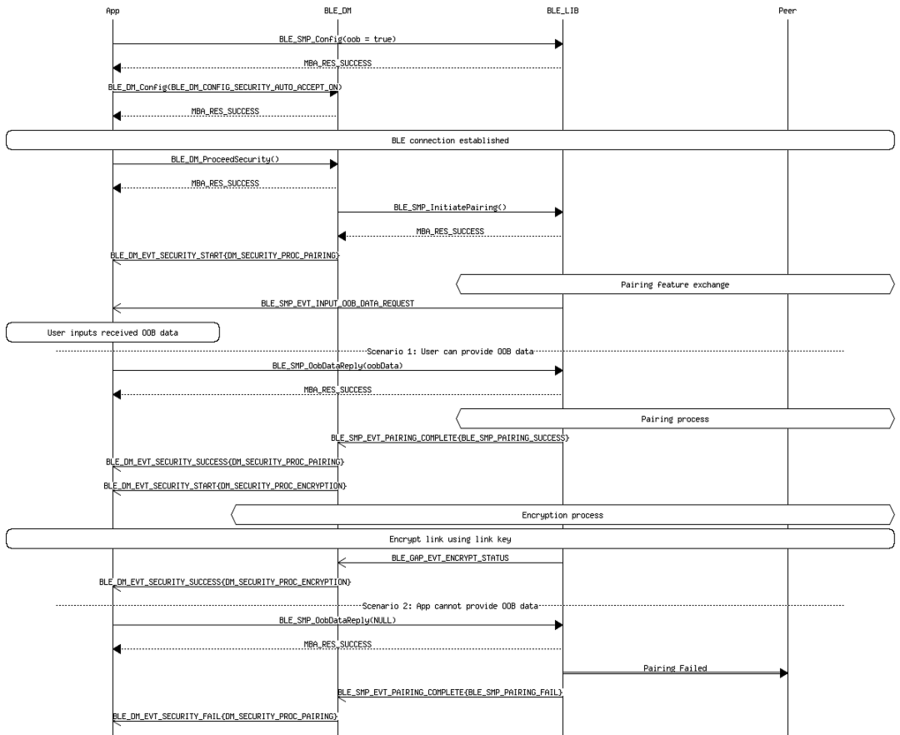 App BLE_DM BLE_LIB Peer
BLE_SMP_Config(oob = true)
MBA_RES_SUCCESS
BLE_DM_Config(BLE_DM_CONFIG_SECURITY_AUTO_ACCEPT_ON)
MBA_RES_SUCCESS
BLE connection established
BLE_DM_ProceedSecurity()
MBA_RES_SUCCESS
BLE_SMP_InitiatePairing()
MBA_RES_SUCCESS
BLE_DM_EVT_SECURITY_START{DM_SECURITY_PROC_PAIRING}
Pairing feature exchange
BLE_SMP_EVT_INPUT_OOB_DATA_REQUEST
User inputs received OOB data
Scenario 1: User can provide OOB data
BLE_SMP_OobDataReply(oobData)
MBA_RES_SUCCESS
Pairing process
BLE_SMP_EVT_PAIRING_COMPLETE{BLE_SMP_PAIRING_SUCCESS}
BLE_DM_EVT_SECURITY_SUCCESS{DM_SECURITY_PROC_PAIRING}
BLE_DM_EVT_SECURITY_START{DM_SECURITY_PROC_ENCRYPTION}
Encryption process
Encrypt link using link key
BLE_GAP_EVT_ENCRYPT_STATUS
BLE_DM_EVT_SECURITY_SUCCESS{DM_SECURITY_PROC_ENCRYPTION}
Scenario 2: App cannot provide OOB data
BLE_SMP_OobDataReply(NULL)
MBA_RES_SUCCESS
Pairing Failed
BLE_SMP_EVT_PAIRING_COMPLETE{BLE_SMP_PAIRING_FAIL}
BLE_DM_EVT_SECURITY_FAIL{DM_SECURITY_PROC_PAIRING}